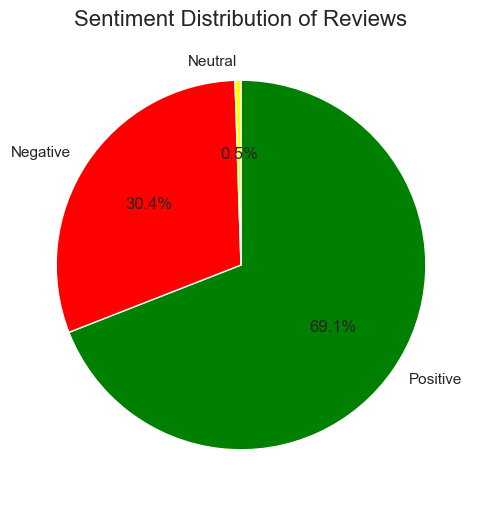 Sentiment Distribution of Reviews
Neutral
0.5%
Negative
30.4%
69.1%
Positive